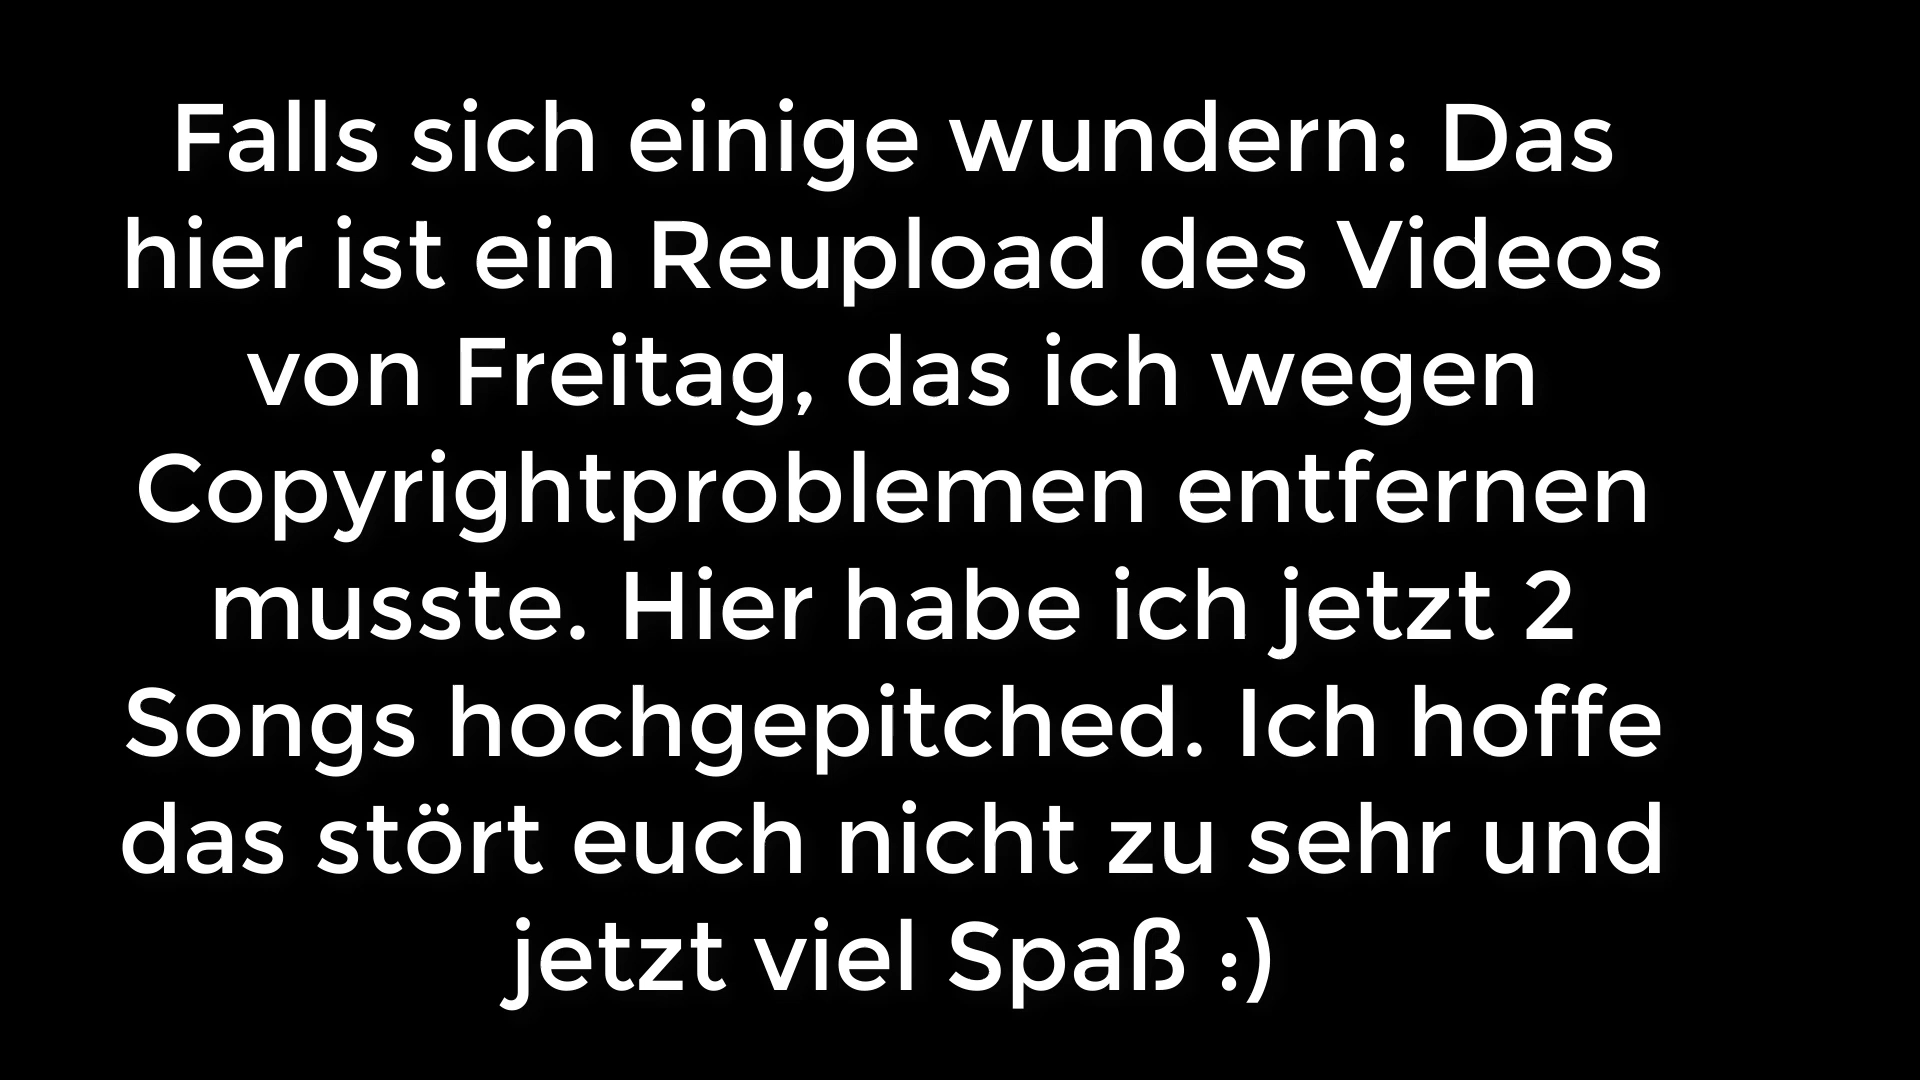 Falls sich einige wundern: Das
hier ist ein Reupload des Videos
von Freitag, das ich wegen
Copyrightproblemen entfernen
musste. Hier habe ich jetzt 2
Songs hochgepitched. Ich hoffe
das stört euch nicht zu sehr und
jetzt viel Spaß :)